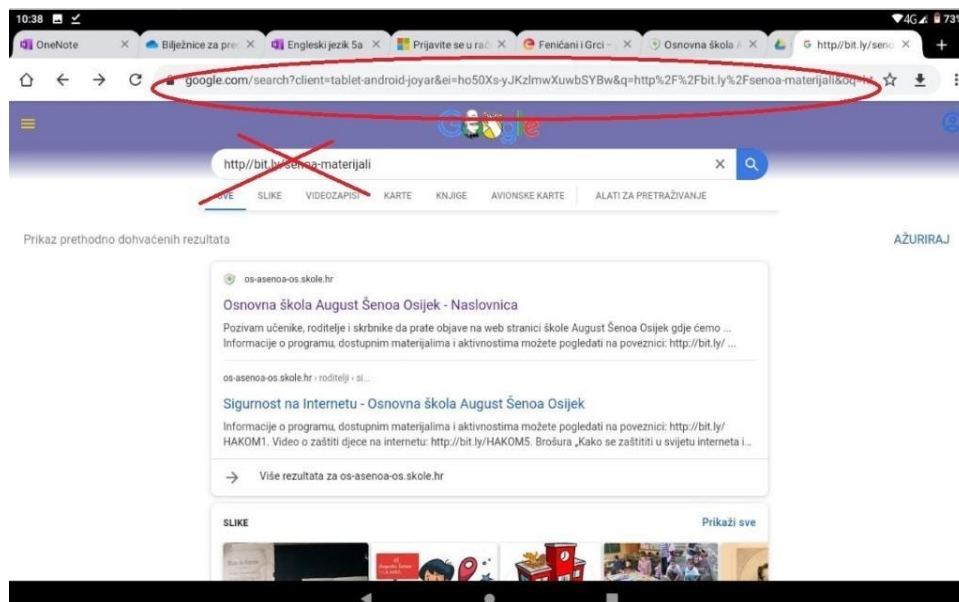 10:38 4G 73%
OneNote × Bilježnice za pre × Engleski jezik 5a × Prijavite se u rač × Feničani i Grci – × Osnovna škola A × G http//bit.ly/seno × +
google.com/search?client=tablet-android-joyar&ei=ho50Xs-yJKzlmwXuwbSYBw&q=http%2F%2Fbit.ly%2Fsenoa-materijali&oq=ht
Google
http//bit.ly/senoa-materijali ×
SVE SLIKE VIDEOZAPISI KARTE KNJIGE AVIONSKE KARTE ALATI ZA PRETRAŽIVANJE
Prikaz prethodno dohvaćenih rezultata AŽURIRAJ
os-asenoa-os.skole.hr
Osnovna škola August Šenoa Osijek - Naslovnica
Pozivam učenike, roditelje i skrbnike da prate objave na web stranici škole August Šenoa Osijek gdje ćemo ...
Informacije o programu, dostupnim materijalima i aktivnostima možete pogledati na poveznici: http://bit.ly/ ...
os-asenoa-os.skole.hr › roditelji › si...
Sigurnost na Internetu - Osnovna škola August Šenoa Osijek
Informacije o programu, dostupnim materijalima i aktivnostima možete pogledati na poveznici: http://bit.ly/
HAKOM1. Video o zaštiti djece na internetu: http://bit.ly/HAKOM5. Brošura „Kako se zaštititi u svijetu interneta i...
Više rezultata za os-asenoa-os.skole.hr
SLIKE Prikaži sve